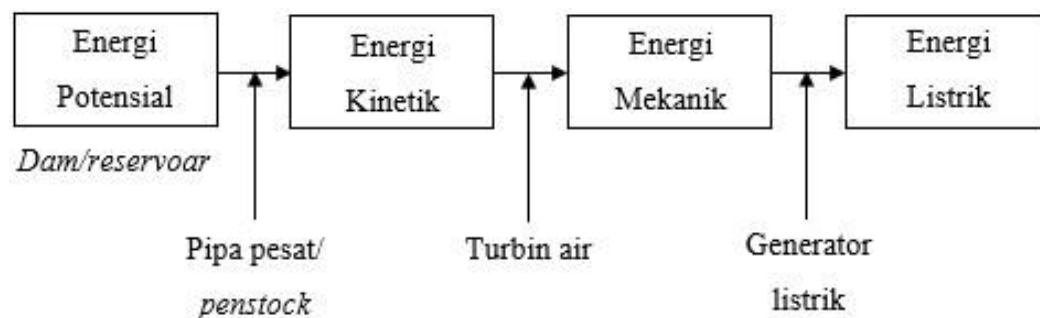 Energi
Potensial
Energi
Kinetik
Energi
Mekanik
Energi
Listrik
Dam/reservoar
Pipa pesat/
penstock
Turbin air
Generator
listrik